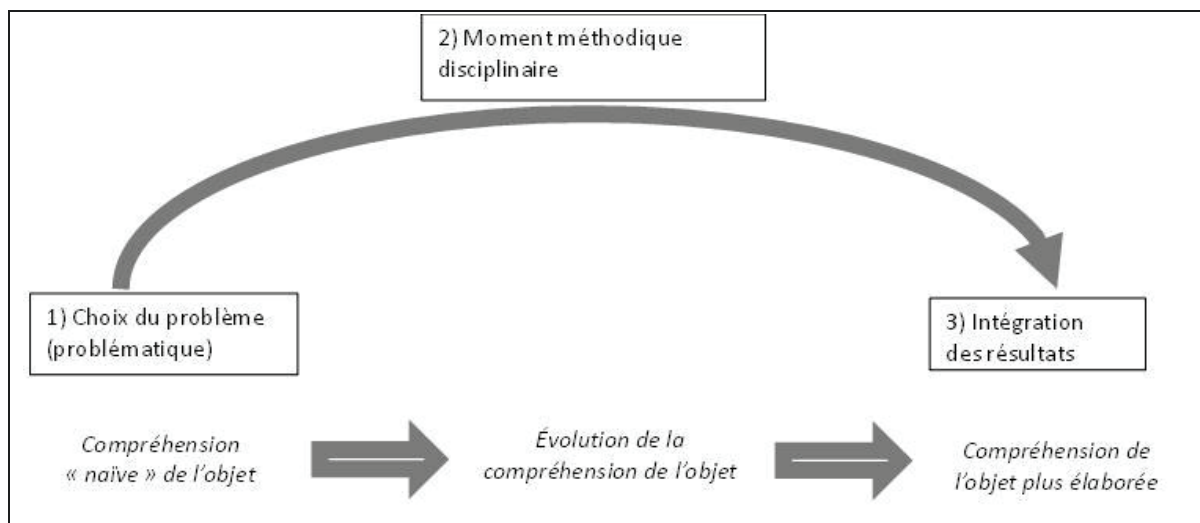 2) Moment méthodique
disciplinaire
1) Choix du problème
(problématique)
3) Intégration
des résultats
Compréhension
« naïve » de l'objet
Évolution de la
compréhension de l'objet
Compréhension de
l'objet plus élaborée